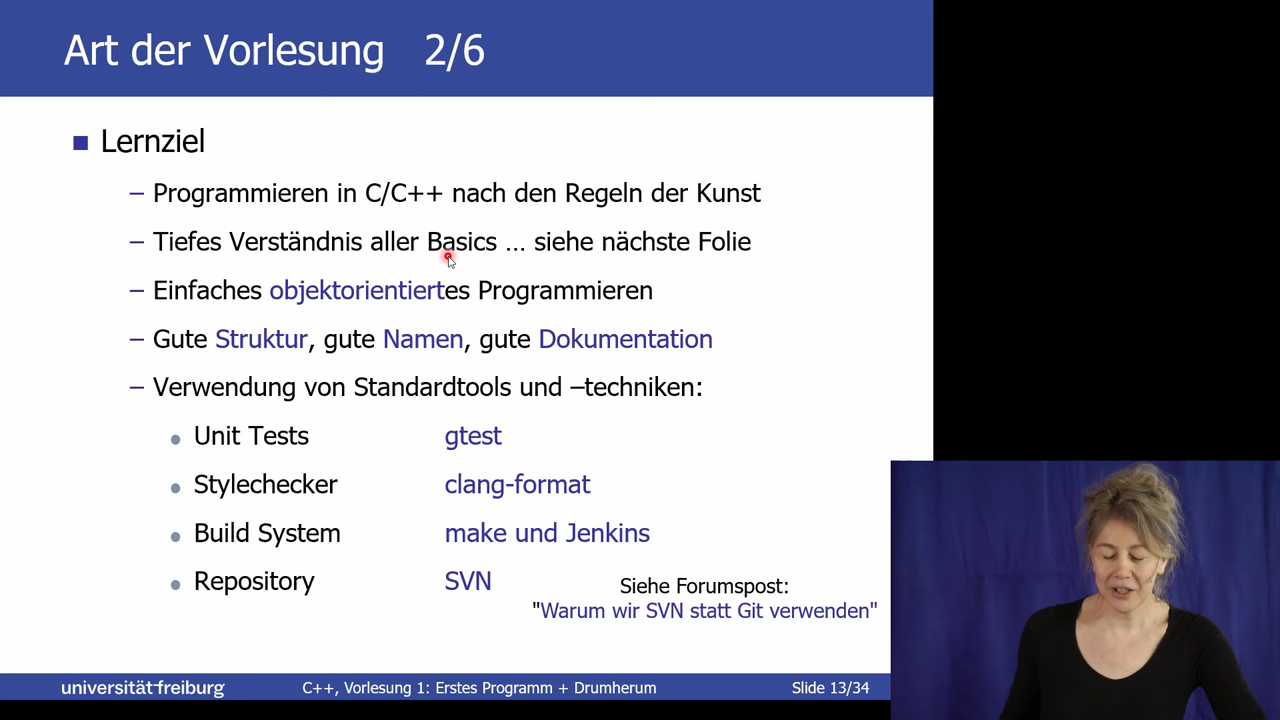 Art der Vorlesung 2/6
Lernziel
– Programmieren in C/C++ nach den Regeln der Kunst
– Tiefes Verständnis aller Basics … siehe nächste Folie
– Einfaches objektorientiertes Programmieren
– Gute Struktur, gute Namen, gute Dokumentation
– Verwendung von Standardtools und –techniken:
Unit Tests gtest
Stylechecker clang-format
Build System make und Jenkins
Repository SVN
Siehe Forumspost:
"Warum wir SVN statt Git verwenden"
universität freiburg C++, Vorlesung 1: Erstes Programm + Drumherum Slide 13/34